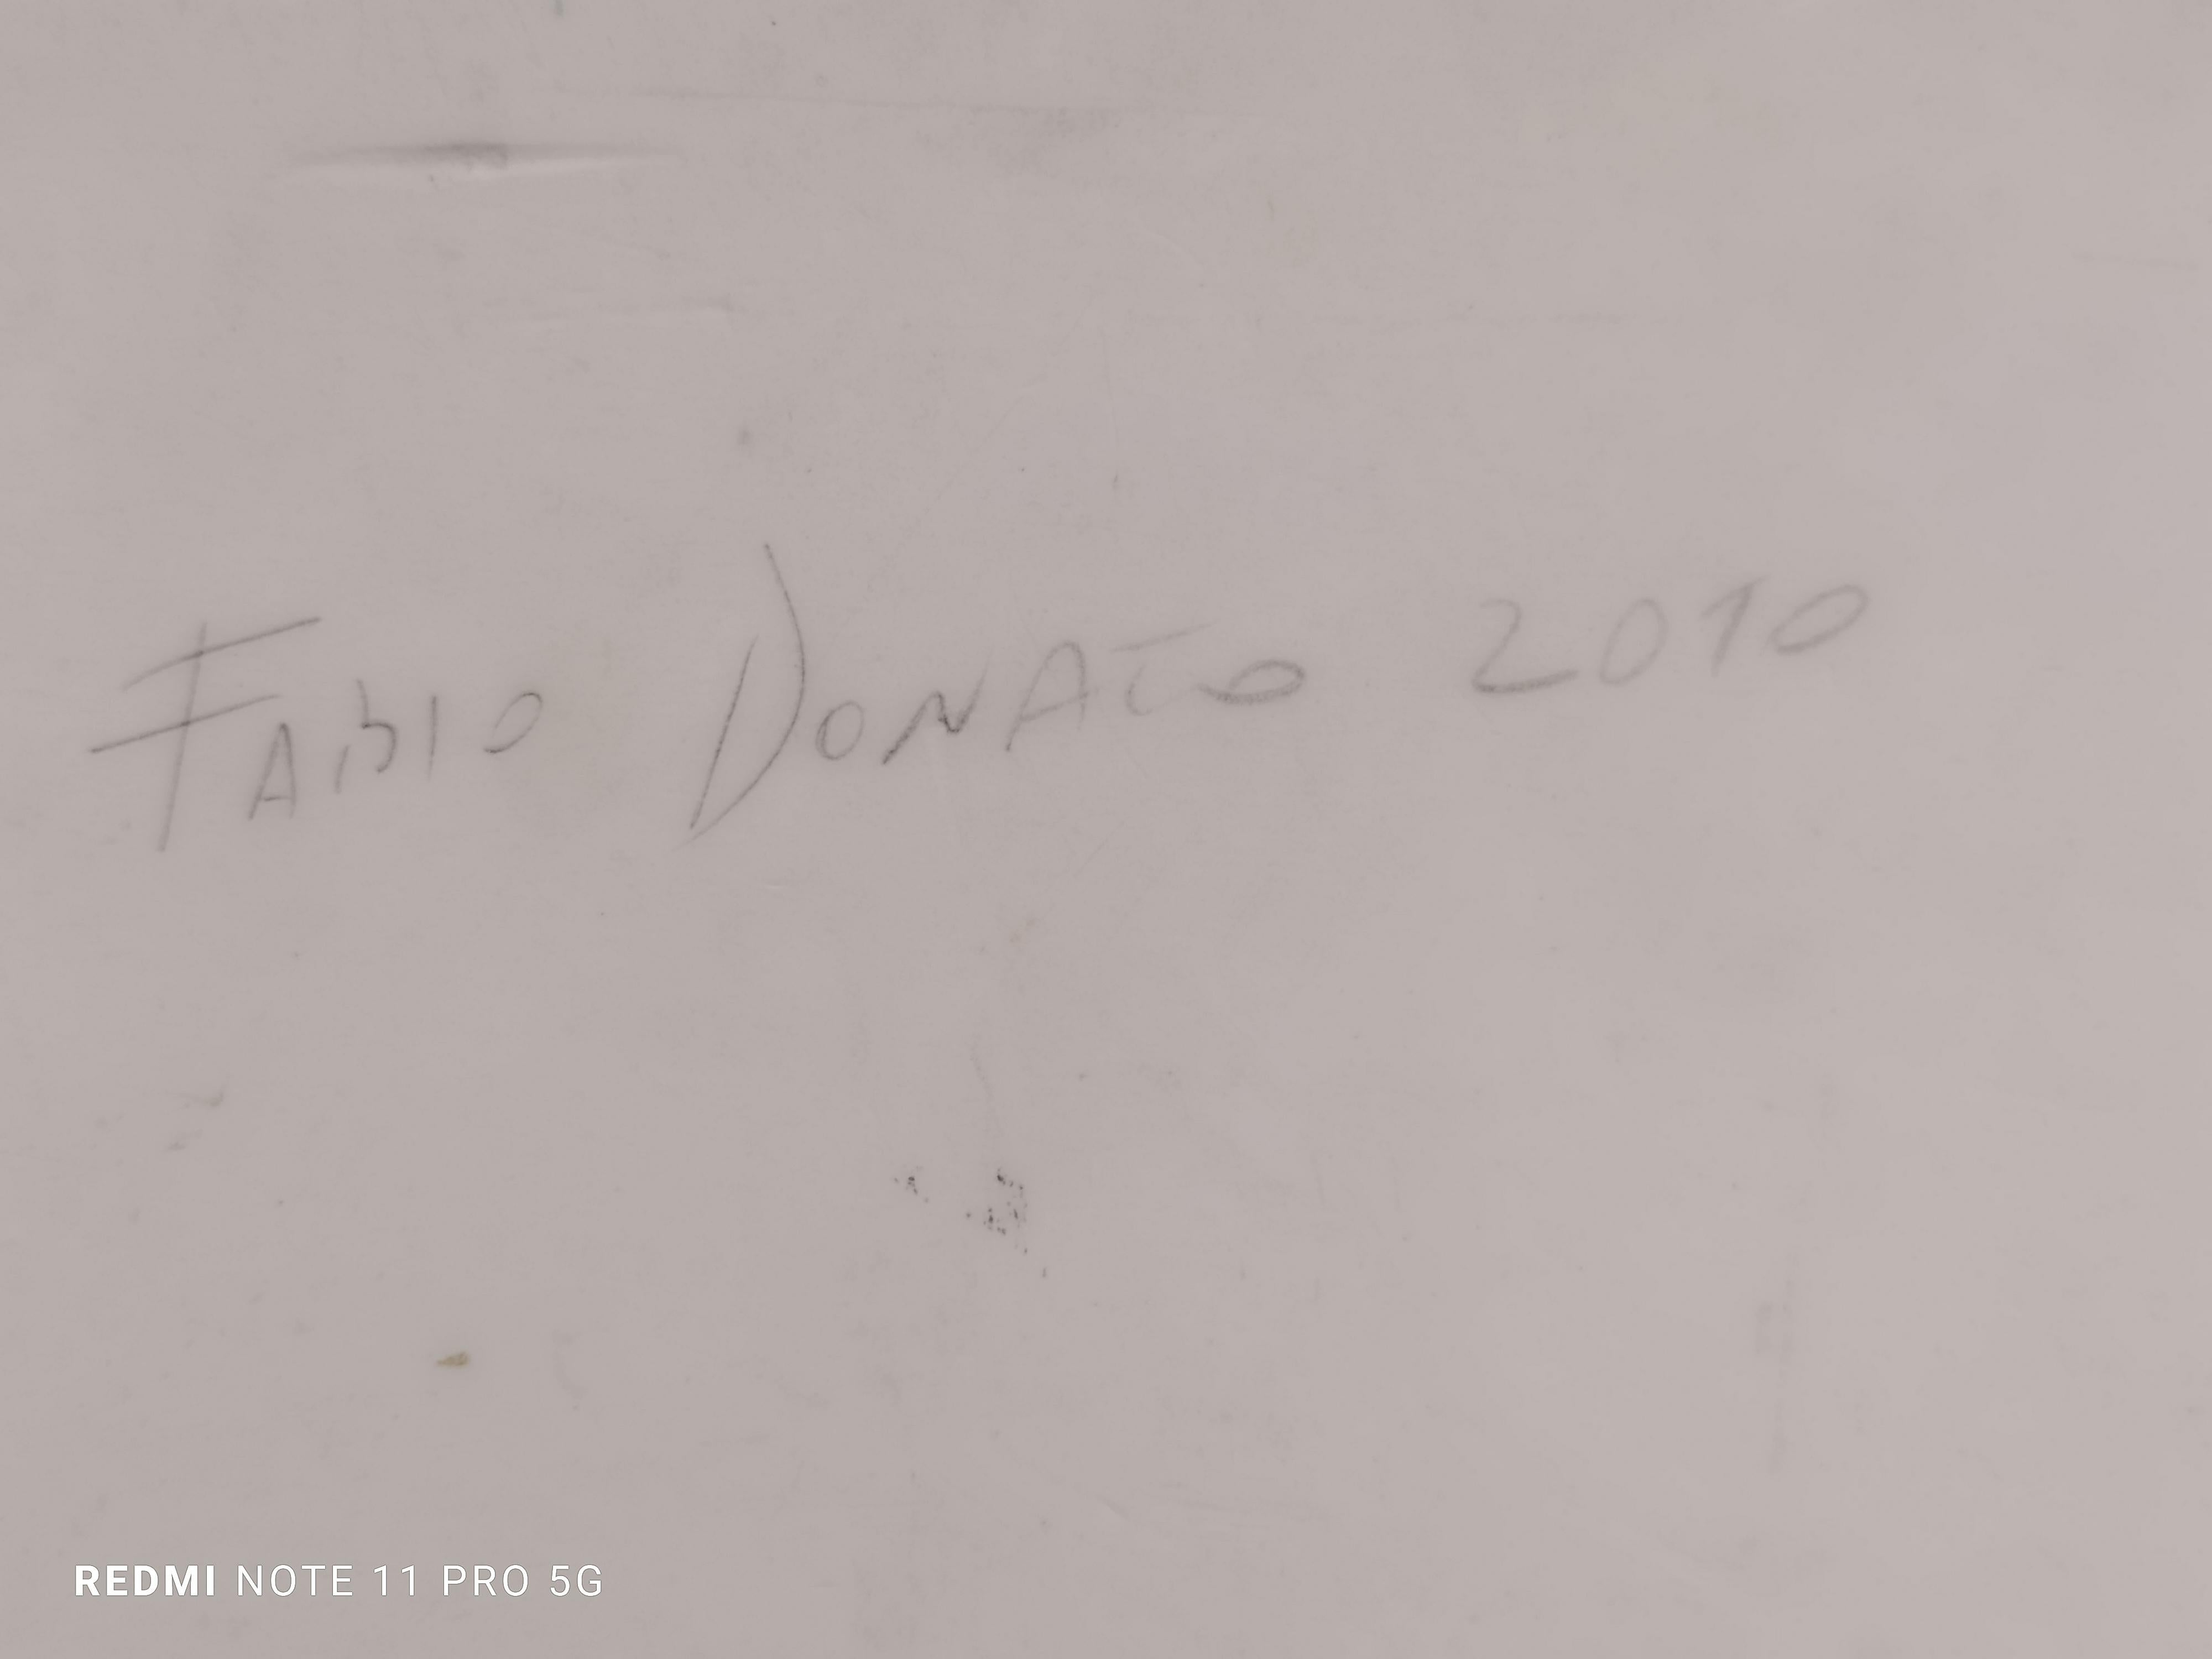 FABIO DONATO 2010
REDMI NOTE 11 PRO 5G